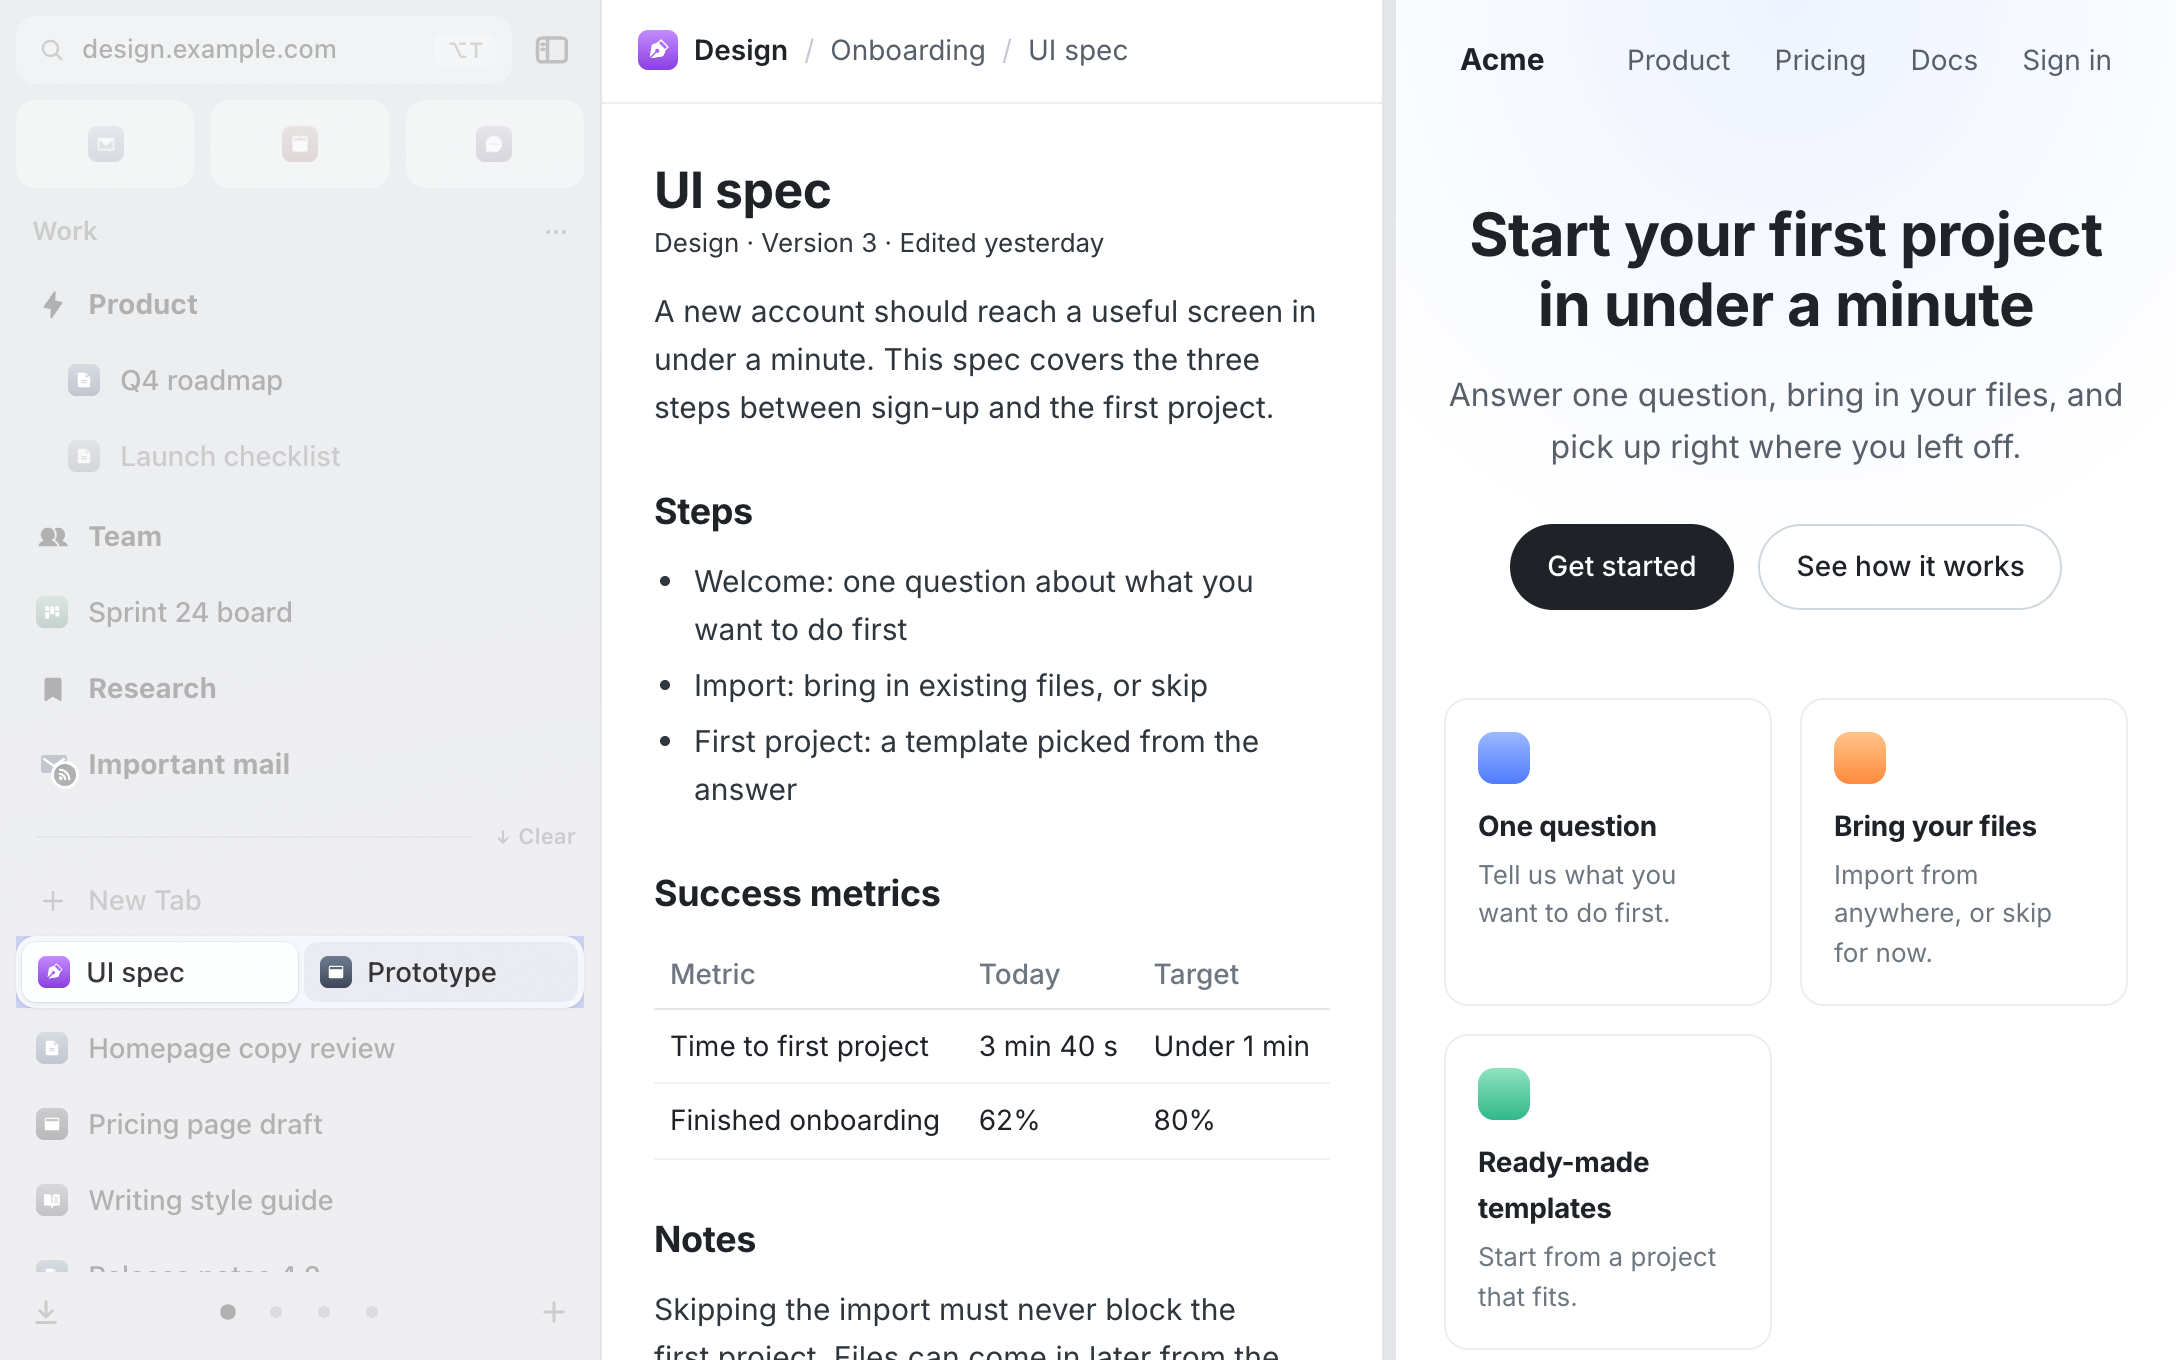 design.example.com ⌥T
Work
Product
Q4 roadmap
Launch checklist
Team
Sprint 24 board
Research
Important mail
↓ Clear
+ New Tab
UI spec Prototype
Homepage copy review
Pricing page draft
Writing style guide
Design / Onboarding / UI spec
UI spec
Design · Version 3 · Edited yesterday
A new account should reach a useful screen in
under a minute. This spec covers the three
steps between sign-up and the first project.
Steps
• Welcome: one question about what you
want to do first
• Import: bring in existing files, or skip
• First project: a template picked from the
answer
Success metrics
Metric Today Target
Time to first project 3 min 40 s Under 1 min
Finished onboarding 62% 80%
Notes
Skipping the import must never block the
first project. Files can come in later from the
Acme Product Pricing Docs Sign in
Start your first project
in under a minute
Answer one question, bring in your files, and
pick up right where you left off.
Get started See how it works
One question
Tell us what you
want to do first.
Bring your files
Import from
anywhere, or skip
for now.
Ready-made
templates
Start from a project
that fits.